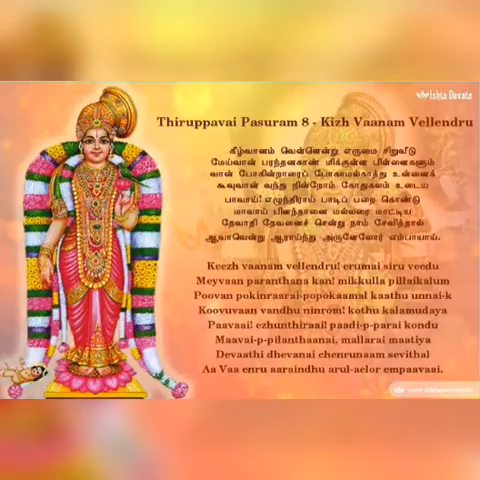 Ishta Devata
Thiruppavai Pasuram 8 - Kizh Vaanam Vellendru
கீழ்வானம் வெள்ளென்று எருமை சிறுவீடு
மேய்வான் பரந்தனகாண் மிக்குள்ள பிள்ளைகளும்
வான் போகின்றாரைப் போகாமல்காத்து உன்னைக்
கூவுவான் வந்து நின்றோம் கோதுகலம் உடைய
பாவாய்! எழுந்திராய் பாடிப் பறை கொண்டு
மாவாய் பிளந்தானை மல்லரை மாட்டிய
தேவாதி தேவனைச் சென்று நாம் சேவித்தால்
ஆவாவென்று ஆராய்ந்து அருளேலோர் எம்பாவாய்.
Keezh vaanam vellendru! erumai siru veedu
Meyvaan paranthana kan! mikkulla pillaikalum
Poovan pokinrasrai-popokaamal kaathu unnai-k
Koovuvaan vandhu ninrom! kothu kalamudaya
Paavaai! ezhunthiraai! paadi-p-parai kondu
Maavai-p-pilanthaanai, mallarai maatiya
Devaathi dhevanai chenrunaam sevithal
Aa Vaa enru aaraindhu arul-aelor empaavaai.